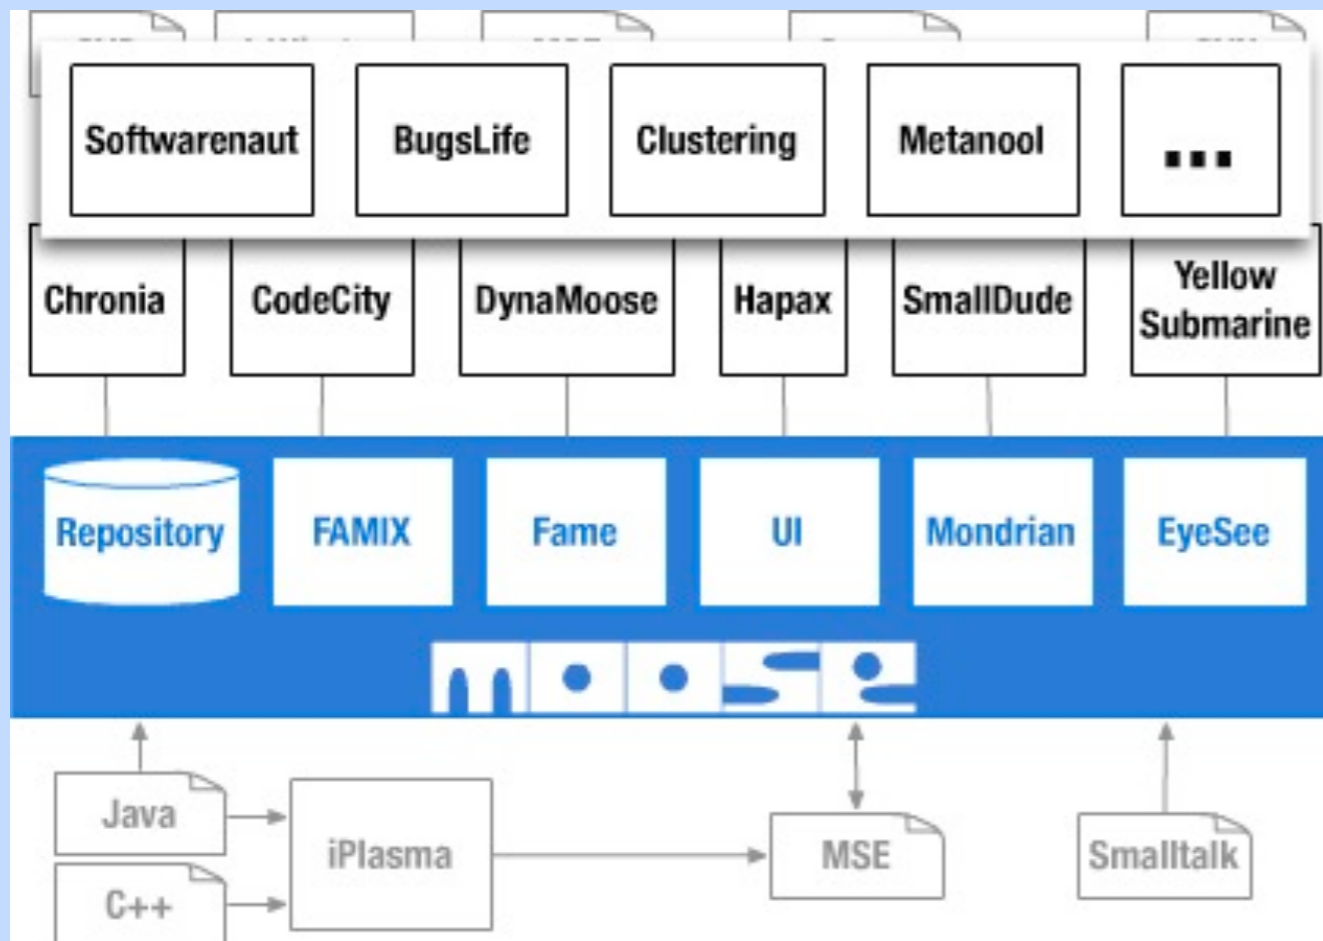 Softwarenaut BugsLife Clustering Metanool ...
Chronia CodeCity DynaMoose Hapax SmallDude Yellow
Submarine
Repository FAMIX Fame UI Mondrian EyeSee
moose
Java
iPlasma MSE Smalltalk
C++